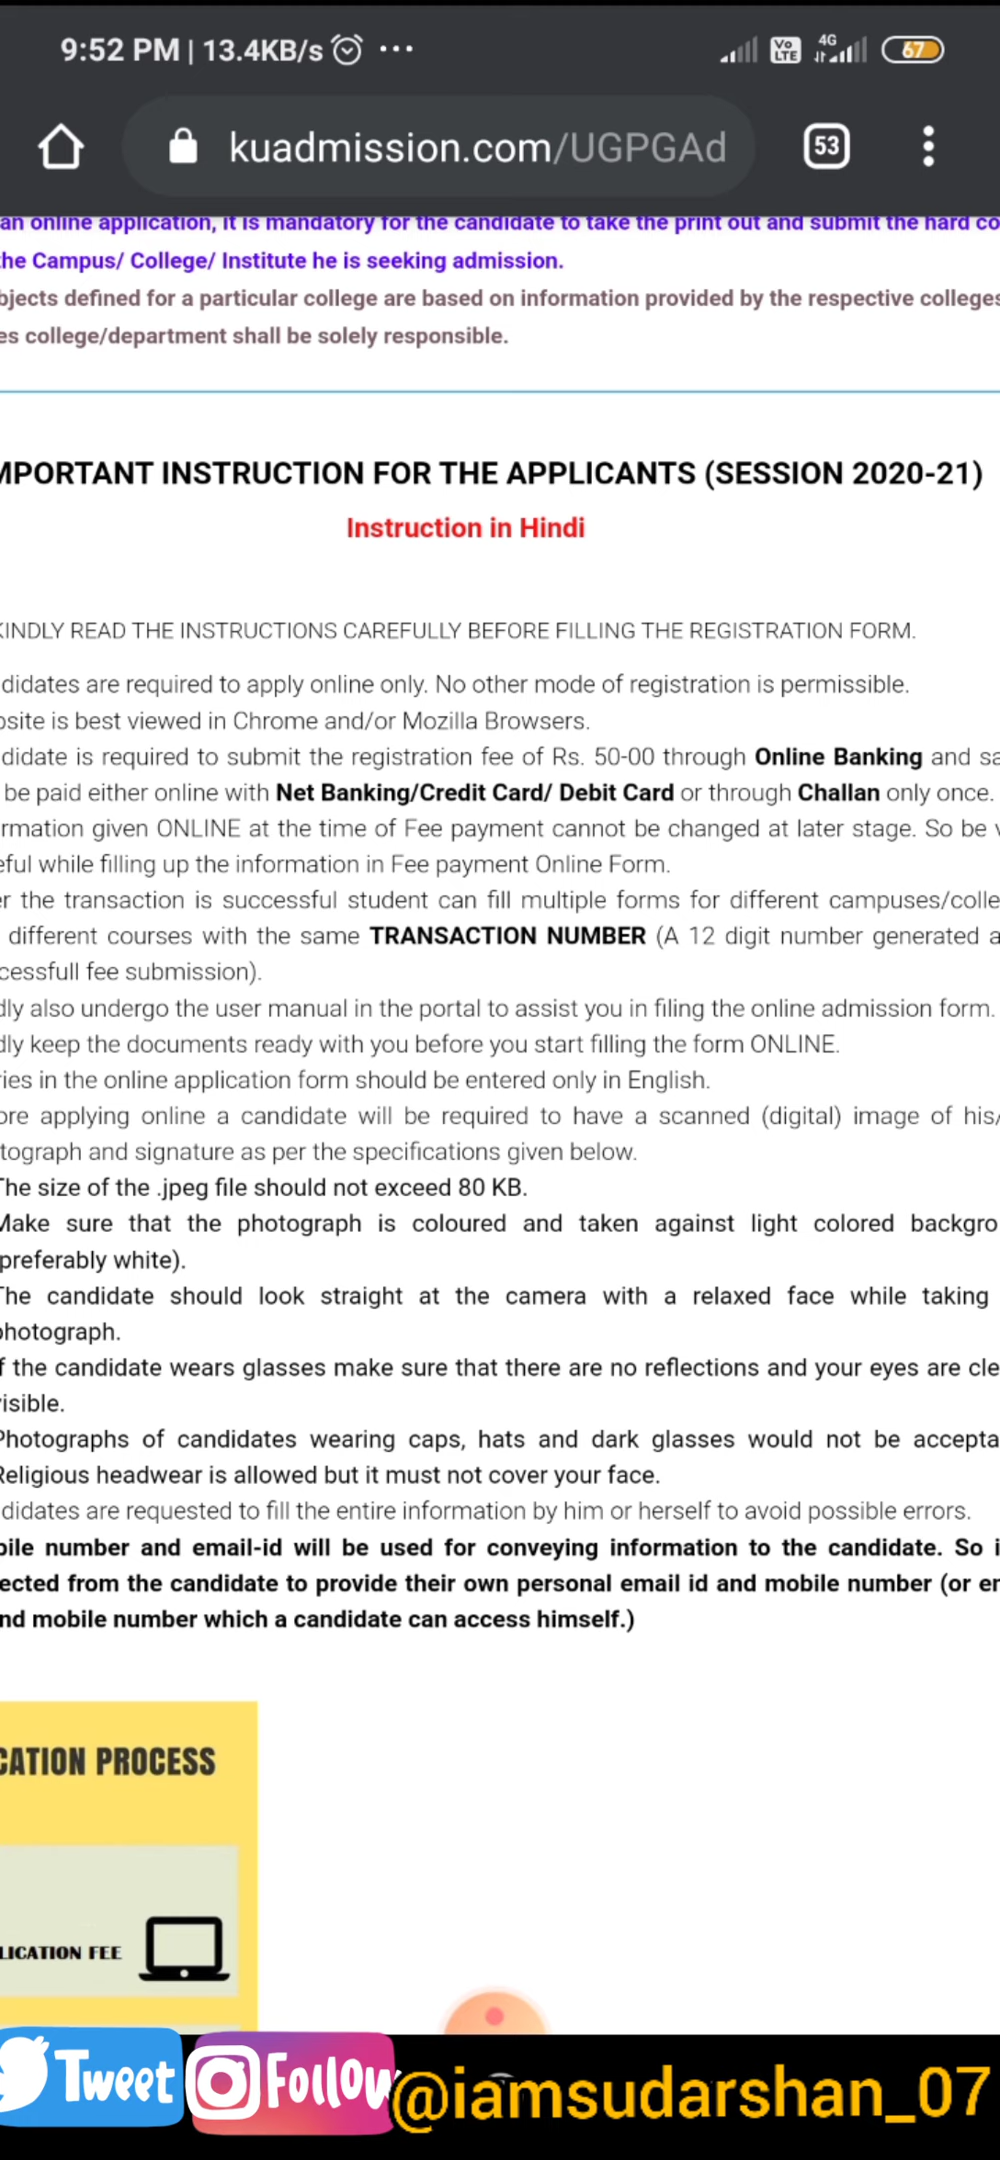 9:52 PM | 13.4KB/s ...
Vo LTE 4G 67
kuadmission.com/UGPGAd 53
an online application, it is mandatory for the candidate to take the print out and submit the hard co
he Campus/ College/ Institute he is seeking admission.
bjects defined for a particular college are based on information provided by the respective colleges
es college/department shall be solely responsible.
MPORTANT INSTRUCTION FOR THE APPLICANTS (SESSION 2020-21)
Instruction in Hindi
KINDLY READ THE INSTRUCTIONS CAREFULLY BEFORE FILLING THE REGISTRATION FORM.
didates are required to apply online only. No other mode of registration is permissible.
osite is best viewed in Chrome and/or Mozilla Browsers.
didate is required to submit the registration fee of Rs. 50-00 through Online Banking and sa
be paid either online with Net Banking/Credit Card/ Debit Card or through Challan only once.
rmation given ONLINE at the time of Fee payment cannot be changed at later stage. So be v
eful while filling up the information in Fee payment Online Form.
er the transaction is successful student can fill multiple forms for different campuses/colle
different courses with the same TRANSACTION NUMBER (A 12 digit number generated a
cessfull fee submission).
dly also undergo the user manual in the portal to assist you in filing the online admission form.
dly keep the documents ready with you before you start filling the form ONLINE.
ries in the online application form should be entered only in English.
ore applying online a candidate will be required to have a scanned (digital) image of his/
tograph and signature as per the specifications given below.
The size of the .jpeg file should not exceed 80 KB.
Make sure that the photograph is coloured and taken against light colored backgro
preferably white).
The candidate should look straight at the camera with a relaxed face while taking
photograph.
f the candidate wears glasses make sure that there are no reflections and your eyes are cle
isible.
Photographs of candidates wearing caps, hats and dark glasses would not be accepta
Religious headwear is allowed but it must not cover your face.
didates are requested to fill the entire information by him or herself to avoid possible errors.
bile number and email-id will be used for conveying information to the candidate. So i
ected from the candidate to provide their own personal email id and mobile number (or em
nd mobile number which a candidate can access himself.)
CATION PROCESS
LICATION FEE
Tweet Follow @iamsudarshan_07